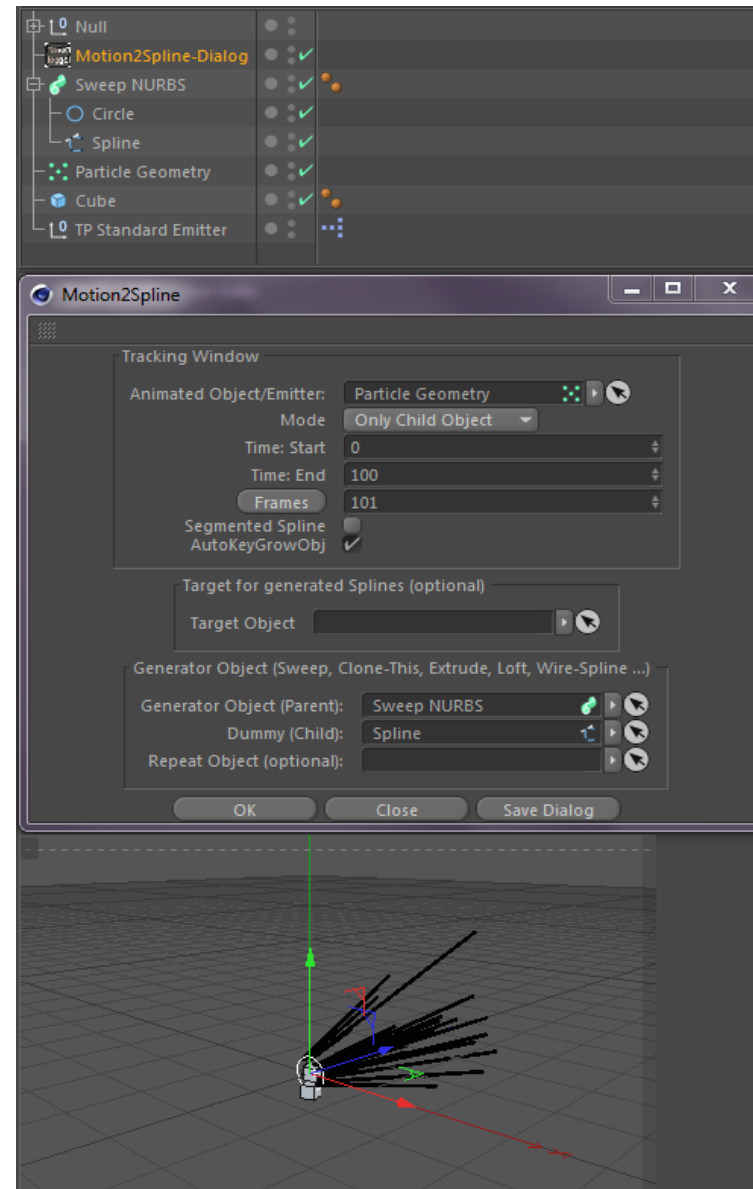 Null
Motion2Spline-Dialog
Sweep NURBS
Circle
Spline
Particle Geometry
Cube
TP Standard Emitter
Motion2Spline
Tracking Window
Animated Object/Emitter: Particle Geometry
Mode Only Child Object
Time: Start 0
Time: End 100
Frames 101
Segmented Spline
AutoKeyGrowObj
Target for generated Splines (optional)
Target Object
Generator Object (Sweep, Clone-This, Extrude, Loft, Wire-Spline ...)
Generator Object (Parent): Sweep NURBS
Dummy (Child): Spline
Repeat Object (optional):
OK Close Save Dialog